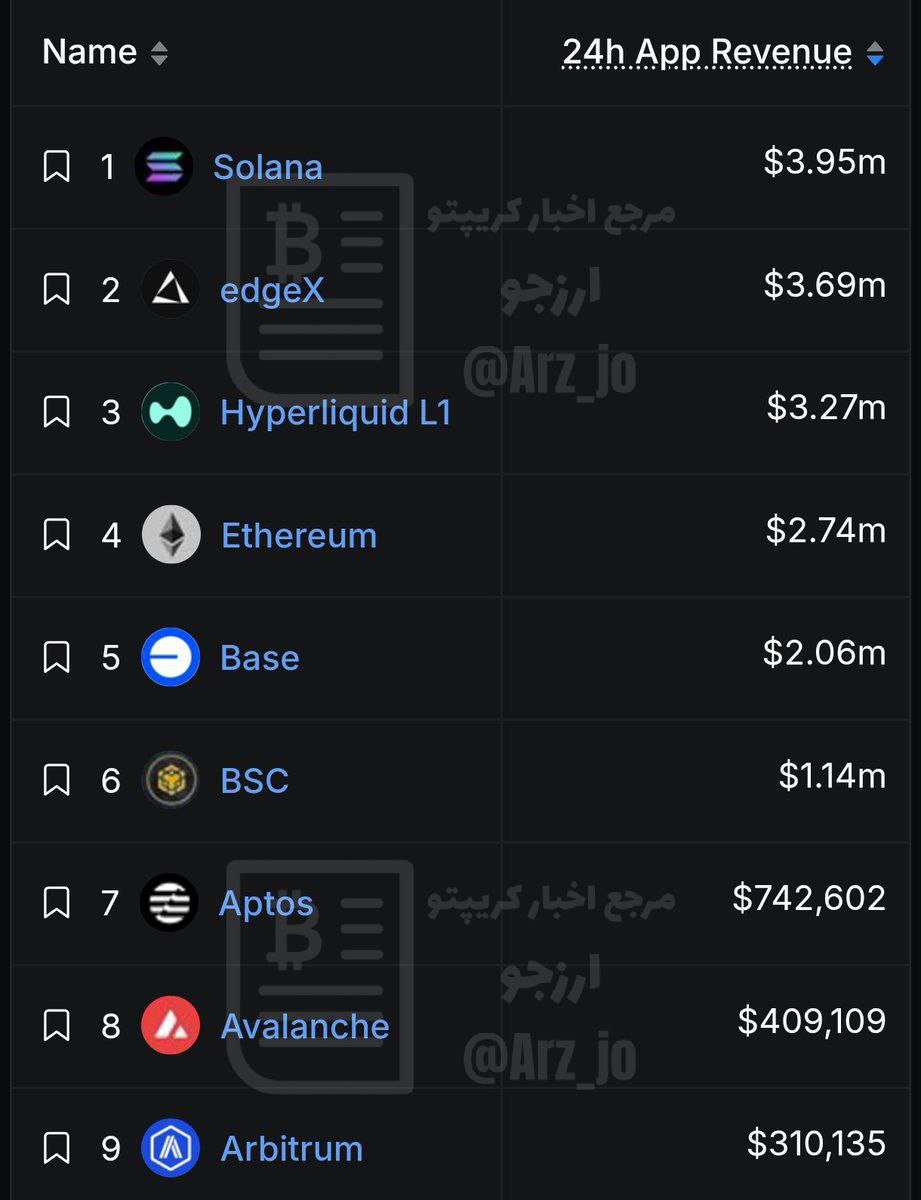 Name 24h App Revenue
1 Solana $3.95m
مرجع اخبار کریپتو
2 edgeX $3.69m
ارزجو
@Arz_jo
3 Hyperliquid L1 $3.27m
4 Ethereum $2.74m
5 Base $2.06m
6 BSC $1.14m
7 Aptos $742,602
مرجع اخبار کریپتو
ارزجو
8 Avalanche $409,109
@Arz_jo
9 Arbitrum $310,135